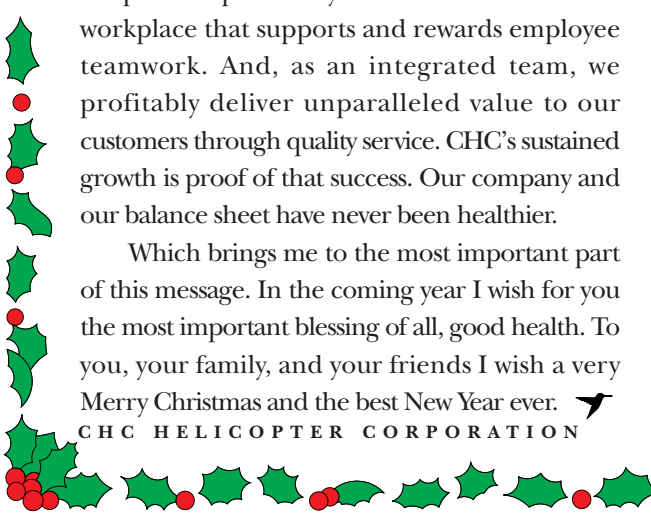 workplace that supports and rewards employee
teamwork. And, as an integrated team, we
profitably deliver unparalleled value to our
customers through quality service. CHC’s sustained
growth is proof of that success. Our company and
our balance sheet have never been healthier.
Which brings me to the most important part
of this message. In the coming year I wish for you
the most important blessing of all, good health. To
you, your family, and your friends I wish a very
Merry Christmas and the best New Year ever.
CHC HELICOPTER CORPORATION